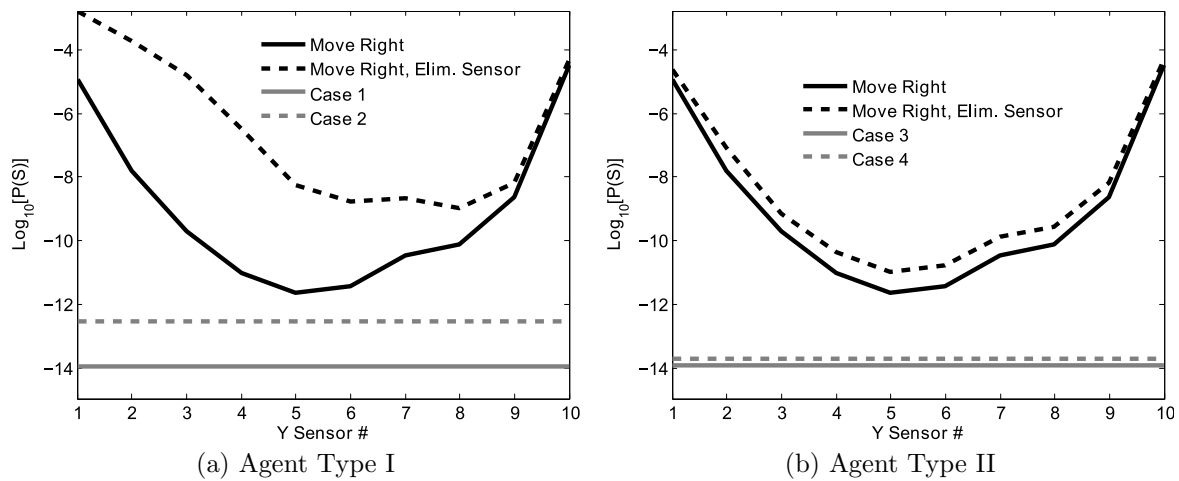 −4
−6
−8
−10
−12
−14
Log10[P(S)]
Move Right
Move Right, Elim. Sensor
Case 1
Case 2
1 2 3 4 5 6 7 8 9 10
Y Sensor #
(a) Agent Type I
−4
−6
−8
−10
−12
−14
Log10[P(S)]
Move Right
Move Right, Elim. Sensor
Case 3
Case 4
1 2 3 4 5 6 7 8 9 10
Y Sensor #
(b) Agent Type II